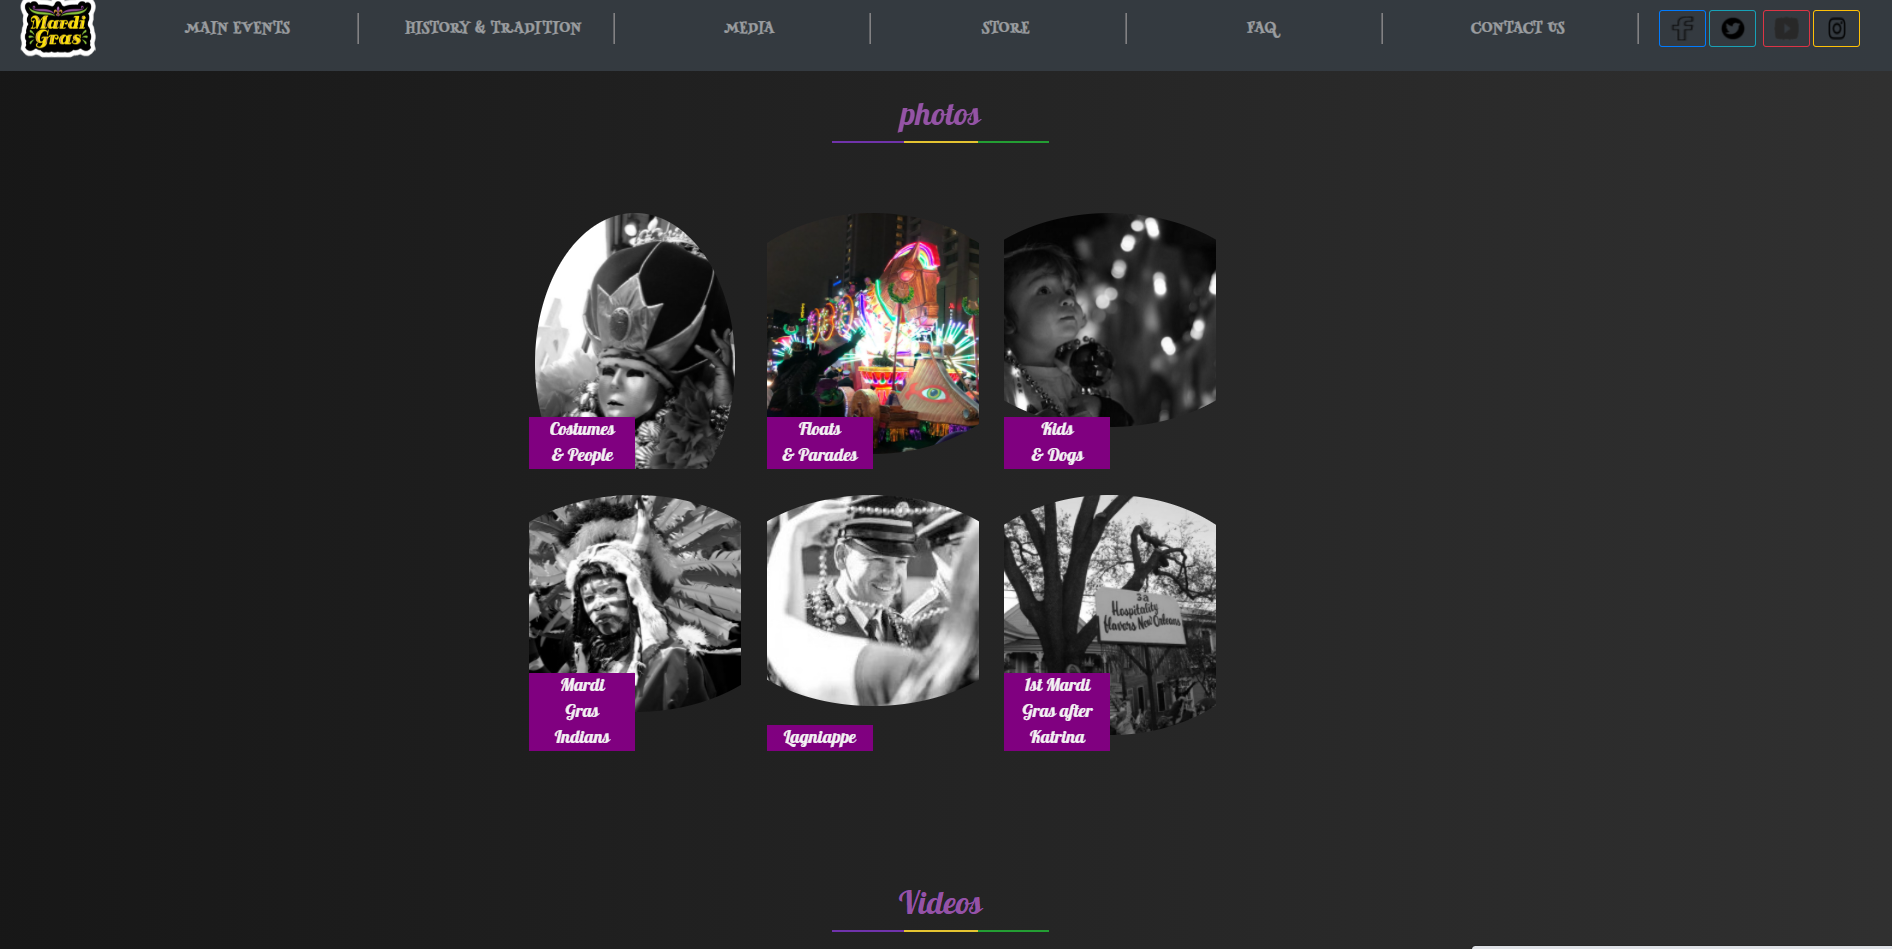 Mardi
Gras
MAIN EVENTS
HISTORY & TRADITION
MEDIA
STORE
FAQ
CONTACT US
photos
Costumes
& People
Floats
& Parades
Kids
& Dogs
Mardi
Gras
Indians
Lagniappe
Hospitality
flavors New Orleans
1st Mardi
Gras after
Katrina
Videos